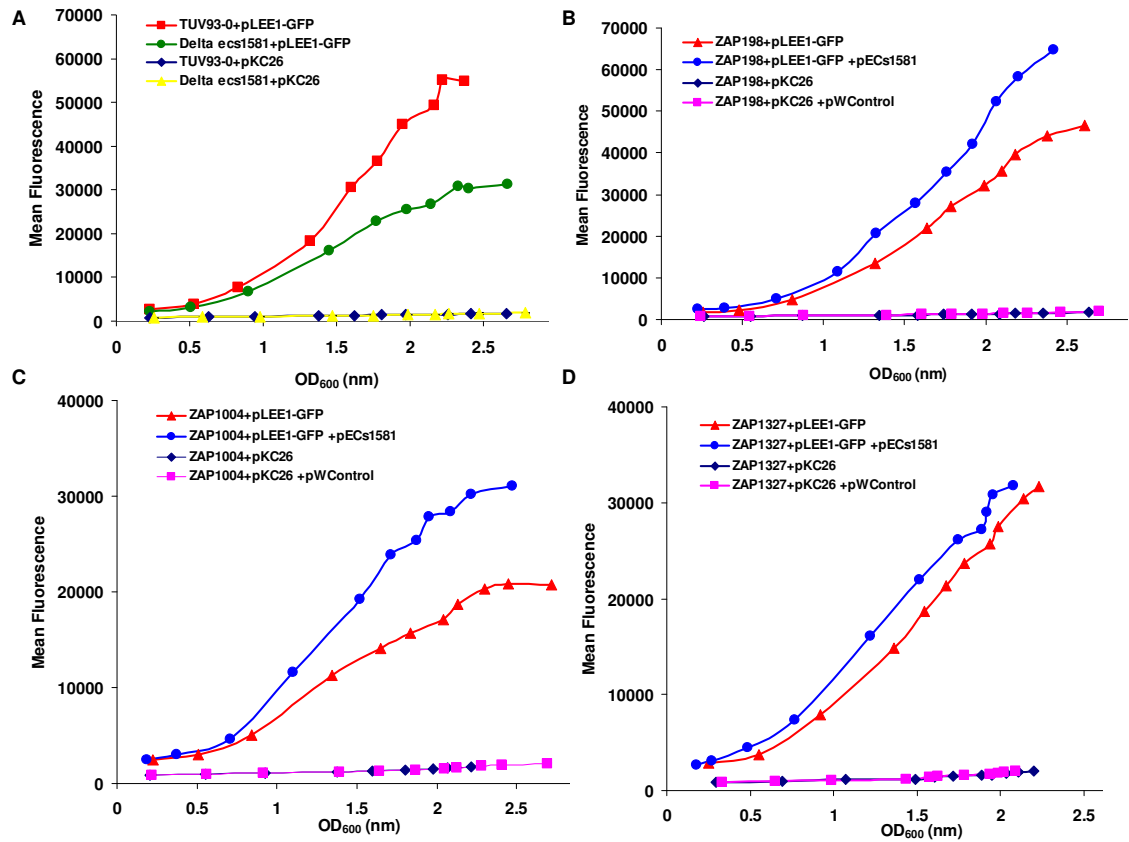 A
TUV93-0+pLEE1-GFP
Delta ecs1581+pLEE1-GFP
TUV93-0+pKC26
Delta ecs1581+pKC26
Mean Fluorescence
70000
60000
50000
40000
30000
20000
10000
0
0 0.5 1 1.5 2 2.5
OD600 (nm)
B
ZAP198+pLEE1-GFP
ZAP198+pLEE1-GFP +pECs1581
ZAP198+pKC26
ZAP198+pKC26 +pWControl
Mean Fluorescence
70000
60000
50000
40000
30000
20000
10000
0
0 0.5 1 1.5 2 2.5
OD600 (nm)
C
ZAP1004+pLEE1-GFP
ZAP1004+pLEE1-GFP +pECs1581
ZAP1004+pKC26
ZAP1004+pKC26 +pWControl
Mean Fluorescence
40000
30000
20000
10000
0
0 0.5 1 1.5 2 2.5
OD600 (nm)
D
ZAP1327+pLEE1-GFP
ZAP1327+pLEE1-GFP +pECs1581
ZAP1327+pKC26
ZAP1327+pKC26 +pWControl
Mean Fluorescence
40000
30000
20000
10000
0
0 0.5 1 1.5 2 2.5
OD600 (nm)